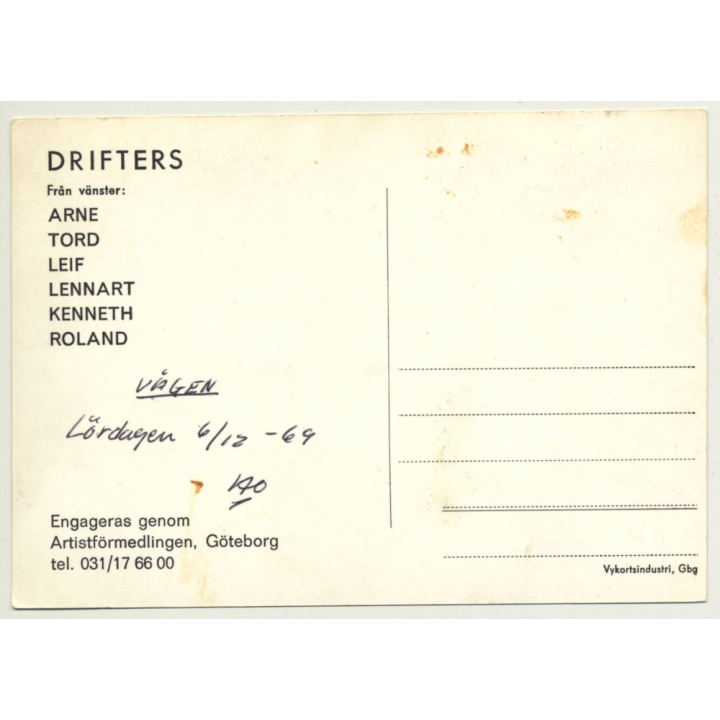 DRIFTERS
Från vänster:
ARNE
TORD
LEIF
LENNART
KENNETH
ROLAND
VÅGEN
Lördagen 6/12 -69
Engageras genom
Artistförmedlingen, Göteborg
tel. 031/17 66 00
Vykortsindustri, Gbg